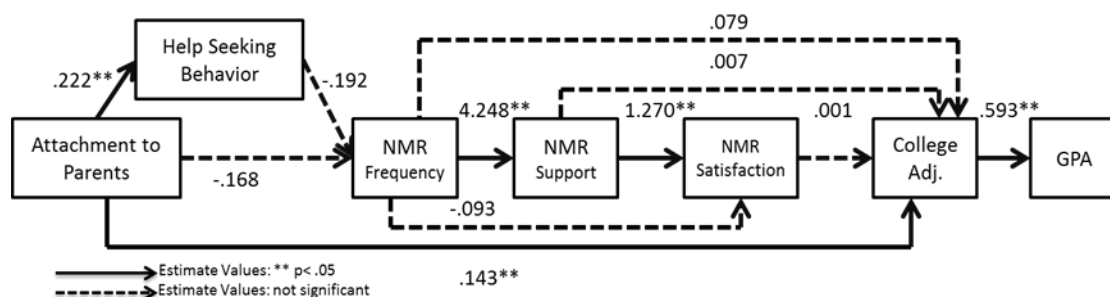 .079
Help Seeking
Behavior
.007
.222**
-.192
4.248**
1.270**
.001
.593**
Attachment to
Parents
NMR
Frequency
NMR
Support
NMR
Satisfaction
College
Adj.
GPA
-.168
-.093
Estimate Values: ** p< .05
.143**
Estimate Values: not significant